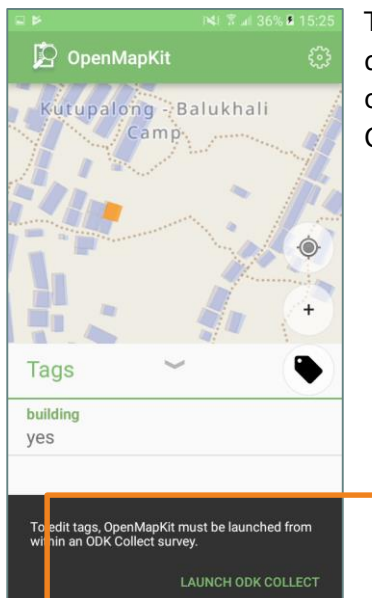 36% 15:25
OpenMapKit
Kutupalong - Balukhali
Camp
+
Tags
building
yes
To edit tags, OpenMapKit must be launched from
within an ODK Collect survey.
LAUNCH ODK COLLECT